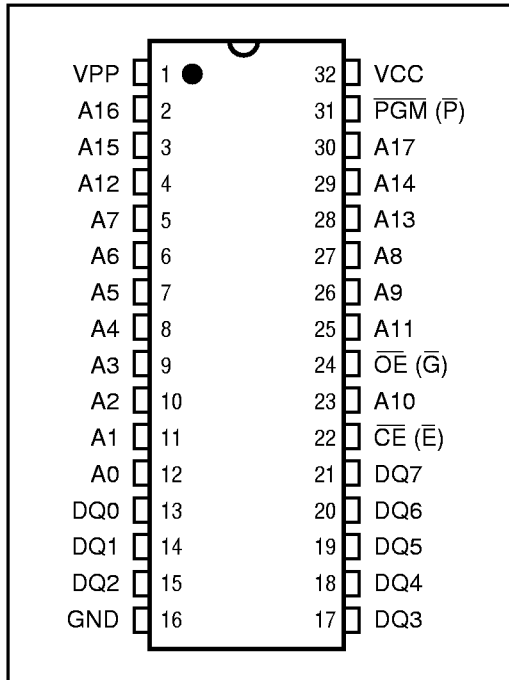 VPP 1 32 VCC
A16 2 31 P̅G̅M̅ (P̅)
A15 3 30 A17
A12 4 29 A14
A7 5 28 A13
A6 6 27 A8
A5 7 26 A9
A4 8 25 A11
A3 9 24 O̅E̅ (G̅)
A2 10 23 A10
A1 11 22 C̅E̅ (E̅)
A0 12 21 DQ7
DQ0 13 20 DQ6
DQ1 14 19 DQ5
DQ2 15 18 DQ4
GND 16 17 DQ3